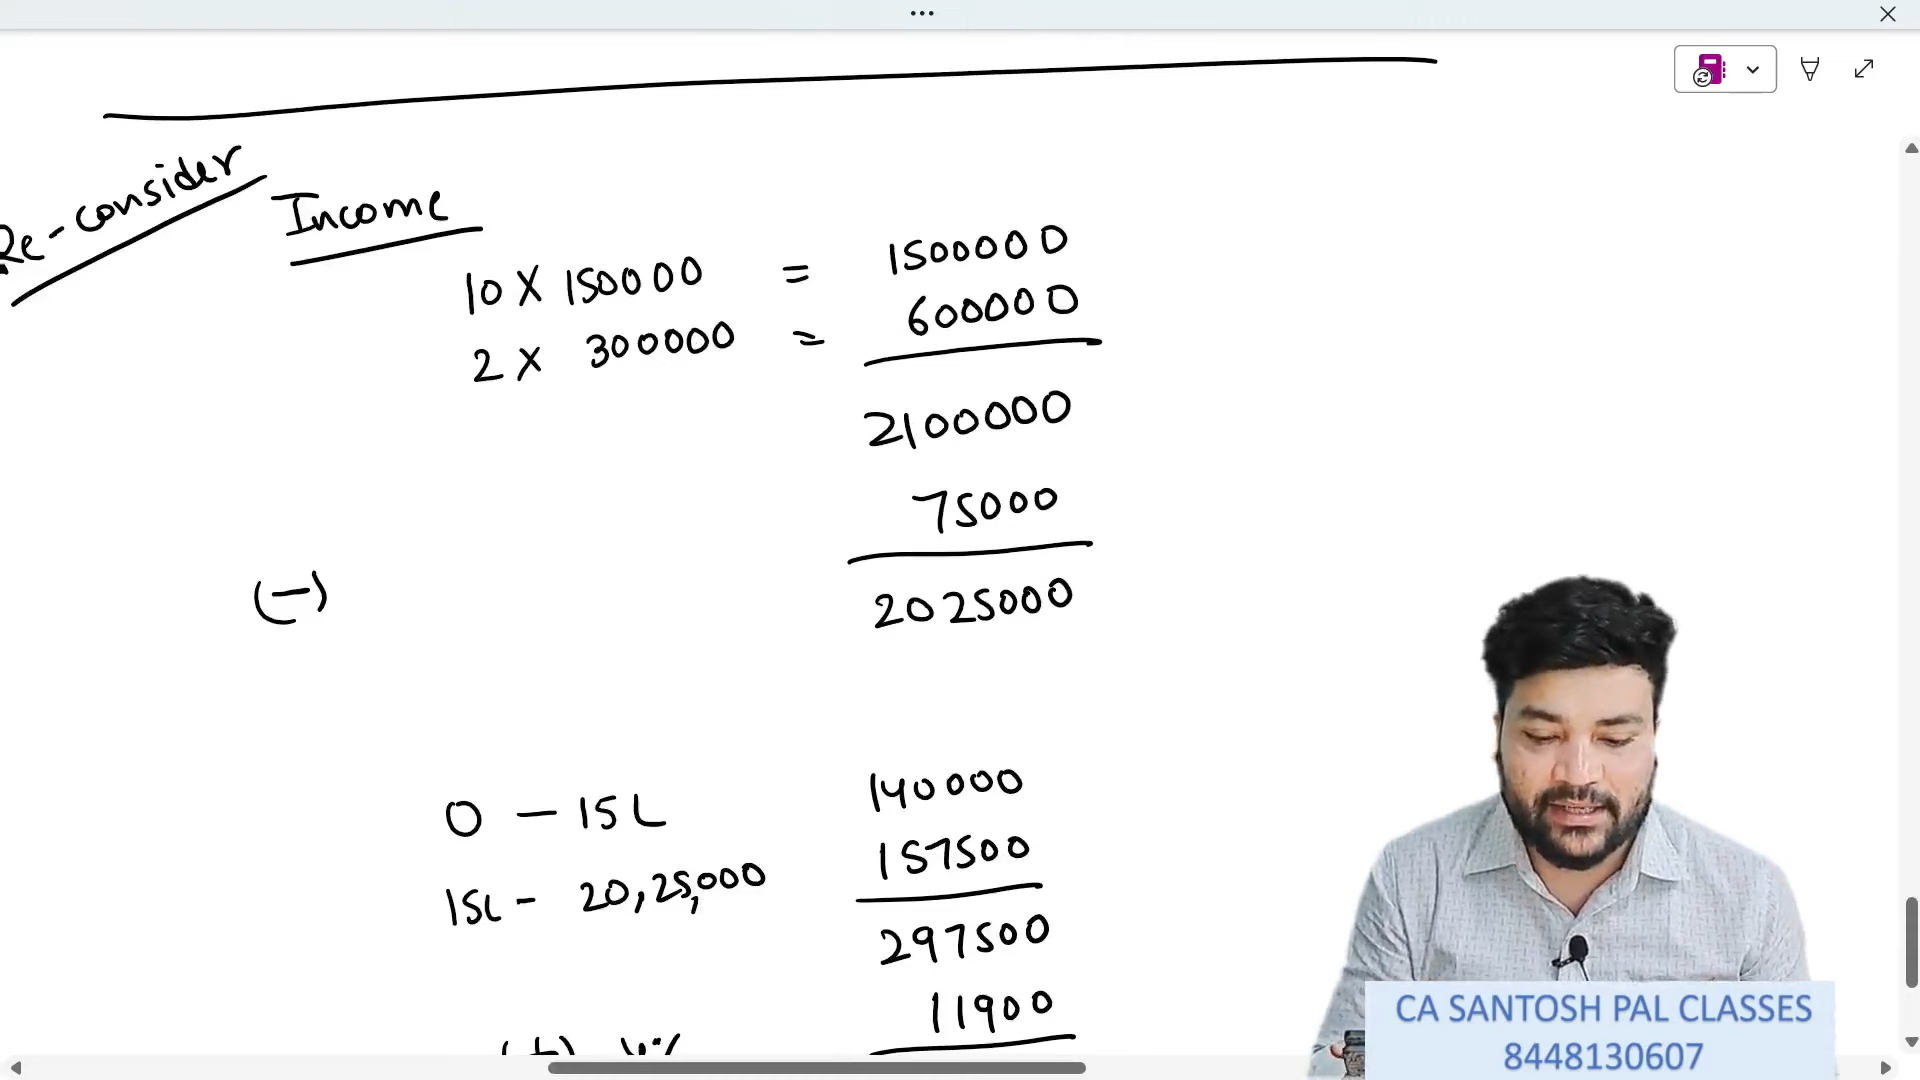 Re-consider
Income
10 X 150000 = 1500000
2 X 300000 = 600000
2100000
75000
(-)
2025000
0 - 15L 140000
15L - 20,25,000 157500
297500
11900
CA SANTOSH PAL CLASSES
8448130607